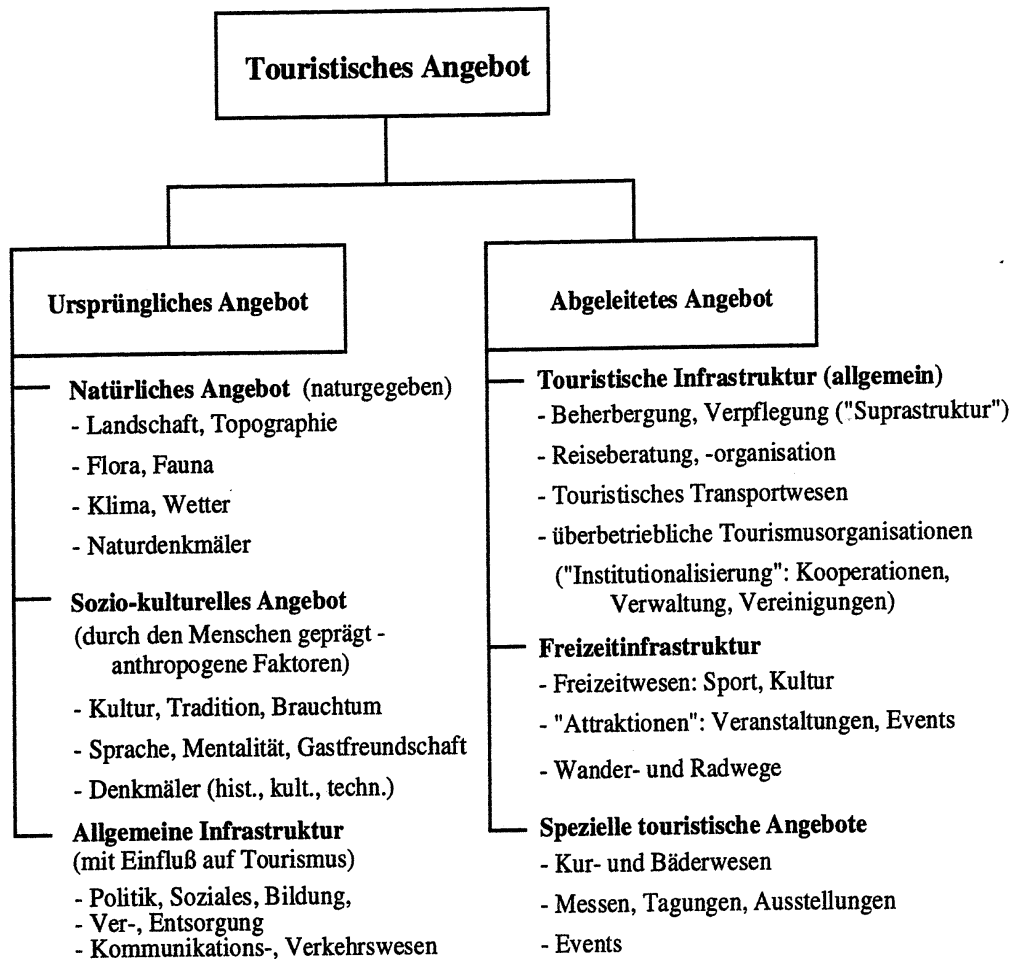 Touristisches Angebot
Ursprüngliches Angebot
Natürliches Angebot (naturgegeben)
- Landschaft, Topographie
- Flora, Fauna
- Klima, Wetter
- Naturdenkmäler
Sozio-kulturelles Angebot
(durch den Menschen geprägt -
anthropogene Faktoren)
- Kultur, Tradition, Brauchtum
- Sprache, Mentalität, Gastfreundschaft
- Denkmäler (hist., kult., techn.)
Allgemeine Infrastruktur
(mit Einfluß auf Tourismus)
- Politik, Soziales, Bildung,
- Ver-, Entsorgung
- Kommunikations-, Verkehrswesen
Abgeleitetes Angebot
Touristische Infrastruktur (allgemein)
- Beherbergung, Verpflegung ("Suprastruktur")
- Reiseberatung, -organisation
- Touristisches Transportwesen
- überbetriebliche Tourismusorganisationen
("Institutionalisierung": Kooperationen,
Verwaltung, Vereinigungen)
Freizeitinfrastruktur
- Freizeitwesen: Sport, Kultur
- "Attraktionen": Veranstaltungen, Events
- Wander- und Radwege
Spezielle touristische Angebote
- Kur- und Bäderwesen
- Messen, Tagungen, Ausstellungen
- Events